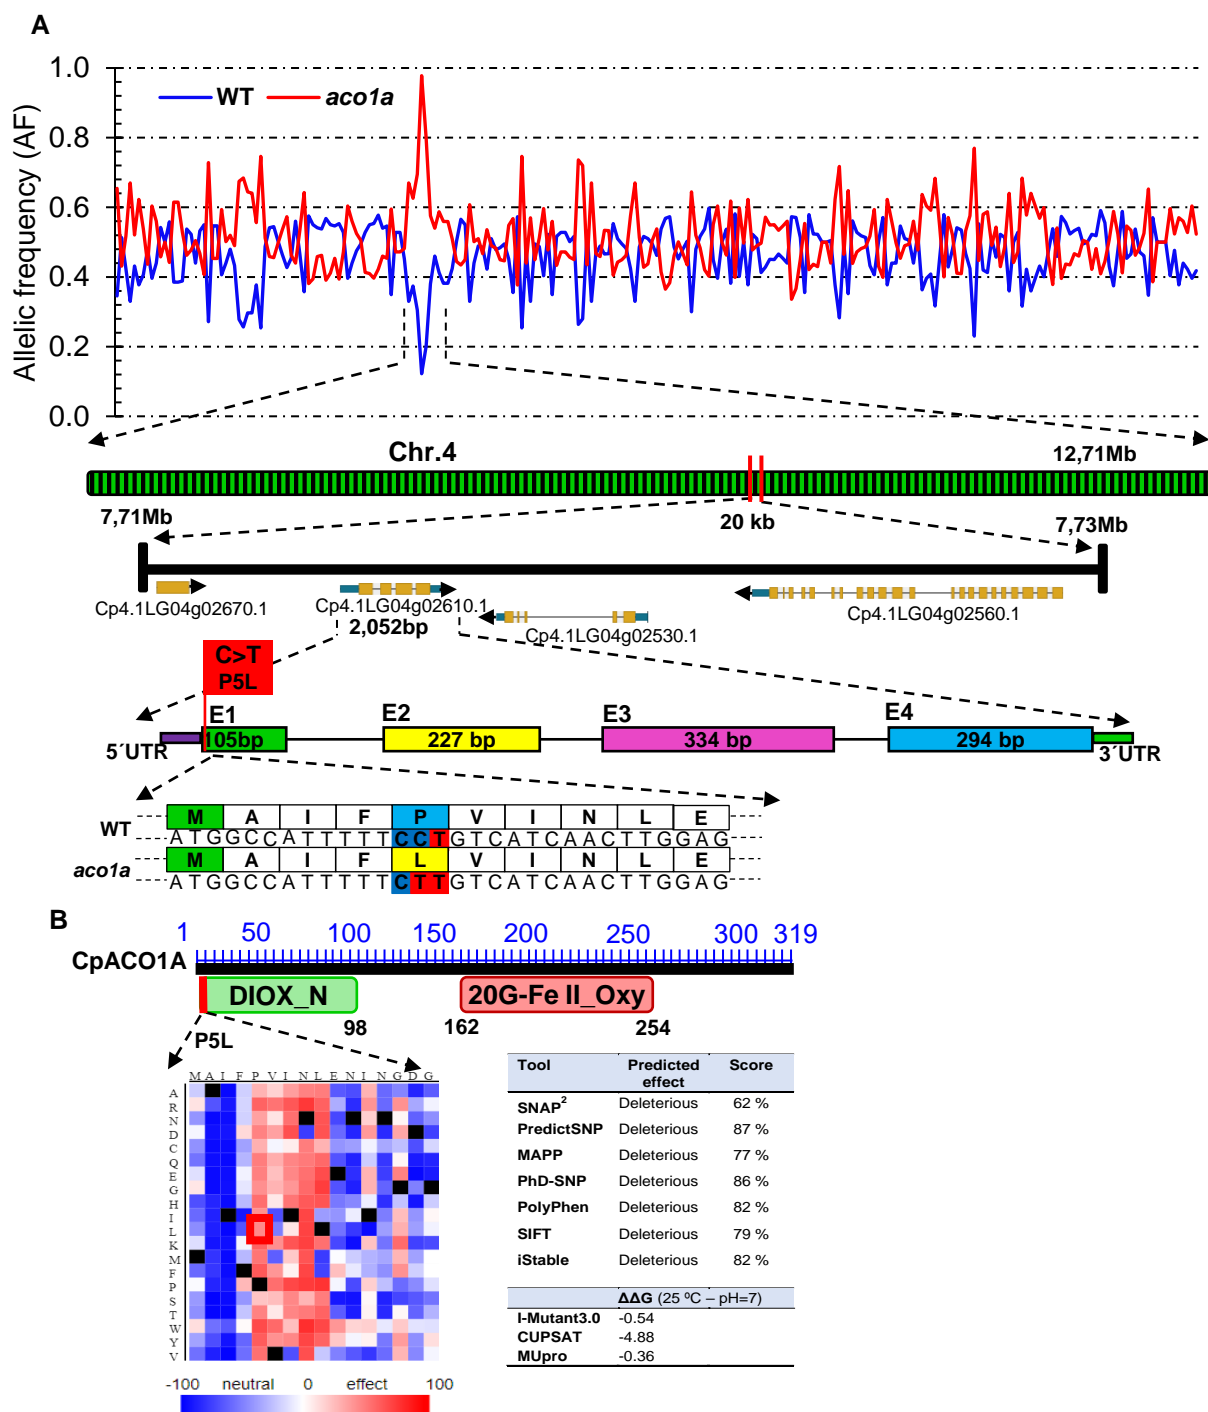 A
1.0
0.8
0.6
0.4
0.2
0.0
Allelic frequency (AF)
WT
aco1a
Chr.4
12,71Mb
7,71Mb
20 kb
7,73Mb
Cp4.1LG04g02670.1
Cp4.1LG04g02610.1
2,052bp
Cp4.1LG04g02530.1
Cp4.1LG04g02560.1
C>T
P5L
E1
E2
E3
E4
105bp
227 bp
334 bp
294 bp
5´UTR
3´UTR
M A I F P V I N L E
WT
ATGGCCATTTTTCCTGTCATCAACTTGGAG
M A I F L V I N L E
aco1a
ATGGCCATTTTTCTTGTCATCAACTTGGAG
B
1 50 100 150 200 250 300 319
CpACO1A
DIOX_N
20G-Fe II_Oxy
98
162
254
P5L
M A I F P V I N L E N I N G D G
A
R
N
D
C
Q
E
G
H
I
L
K
M
F
P
S
T
W
Y
V
-100 neutral 0 effect 100
Tool Predicted effect Score
SNAP² Deleterious 62 %
PredictSNP Deleterious 87 %
MAPP Deleterious 77 %
PhD-SNP Deleterious 86 %
PolyPhen Deleterious 82 %
SIFT Deleterious 79 %
iStable Deleterious 82 %
ΔΔG (25 ºC – pH=7)
I-Mutant3.0 -0.54
CUPSAT -4.88
MUpro -0.36